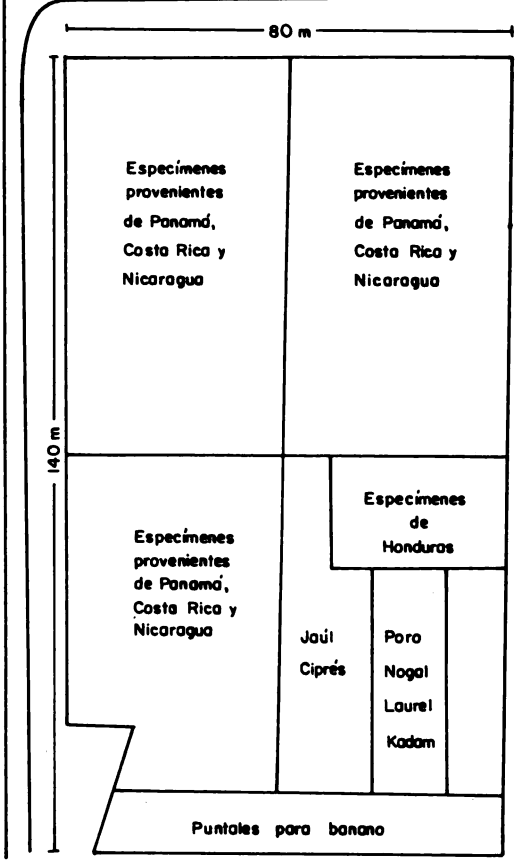 80 m
Especímenes
provenientes
de Panamá,
Costa Rica y
Nicaragua
Especímenes
provenientes
de Panamá,
Costa Rica y
Nicaragua
140 m
Especímenes
provenientes
de Panamá,
Costa Rica y
Nicaragua
Especímenes
de
Honduras
Jaúl
Ciprés
Poro
Nogal
Laurel
Kadam
Puntales para banano